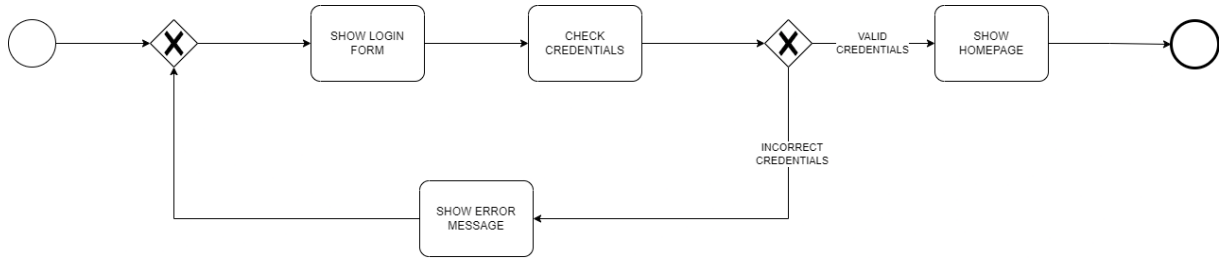 SHOW LOGIN
FORM
CHECK
CREDENTIALS
VALID
CREDENTIALS
SHOW
HOMEPAGE
INCORRECT
CREDENTIALS
SHOW ERROR
MESSAGE